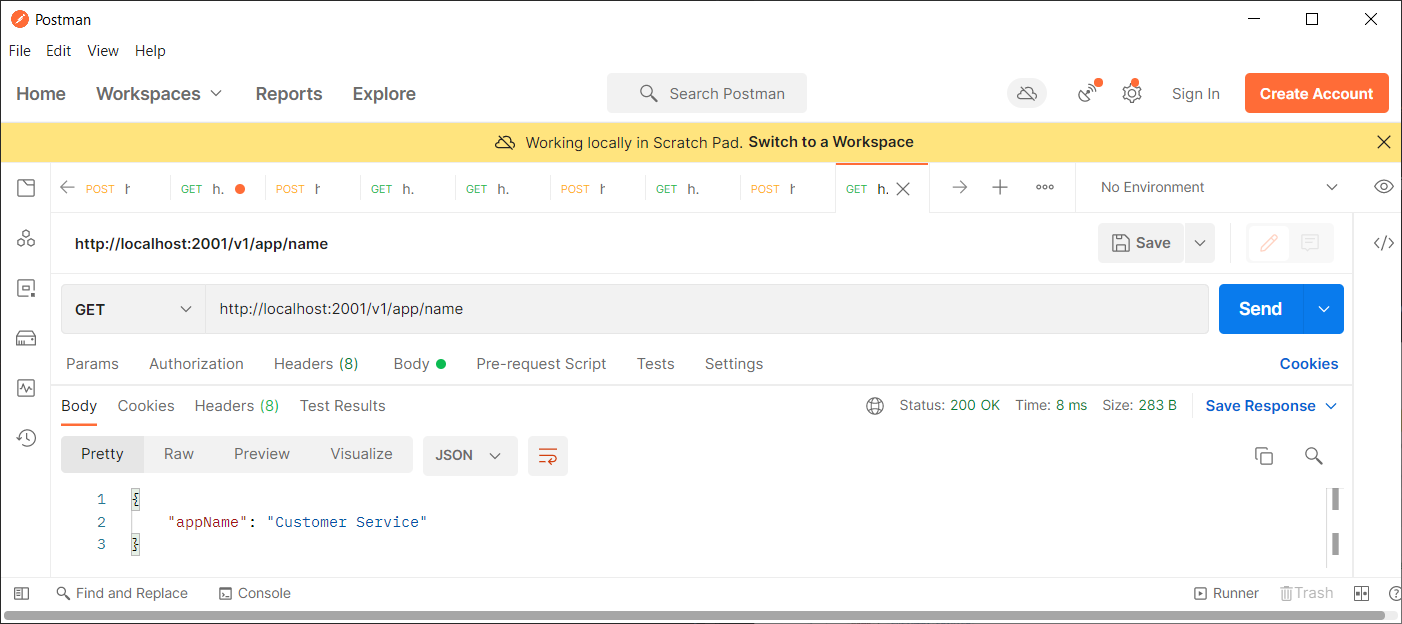 Postman
File Edit View Help
Home Workspaces Reports Explore Search Postman Sign In Create Account
Working locally in Scratch Pad. Switch to a Workspace
POST GET h. POST GET h. GET h. POST GET h. POST GET h. No Environment
http://localhost:2001/v1/app/name Save
GET http://localhost:2001/v1/app/name Send
Params Authorization Headers (8) Body Pre-request Script Tests Settings Cookies
Body Cookies Headers (8) Test Results Status: 200 OK Time: 8 ms Size: 283 B Save Response
Pretty Raw Preview Visualize JSON
1 {
2 "appName": "Customer Service"
3 }
Find and Replace Console Runner Trash